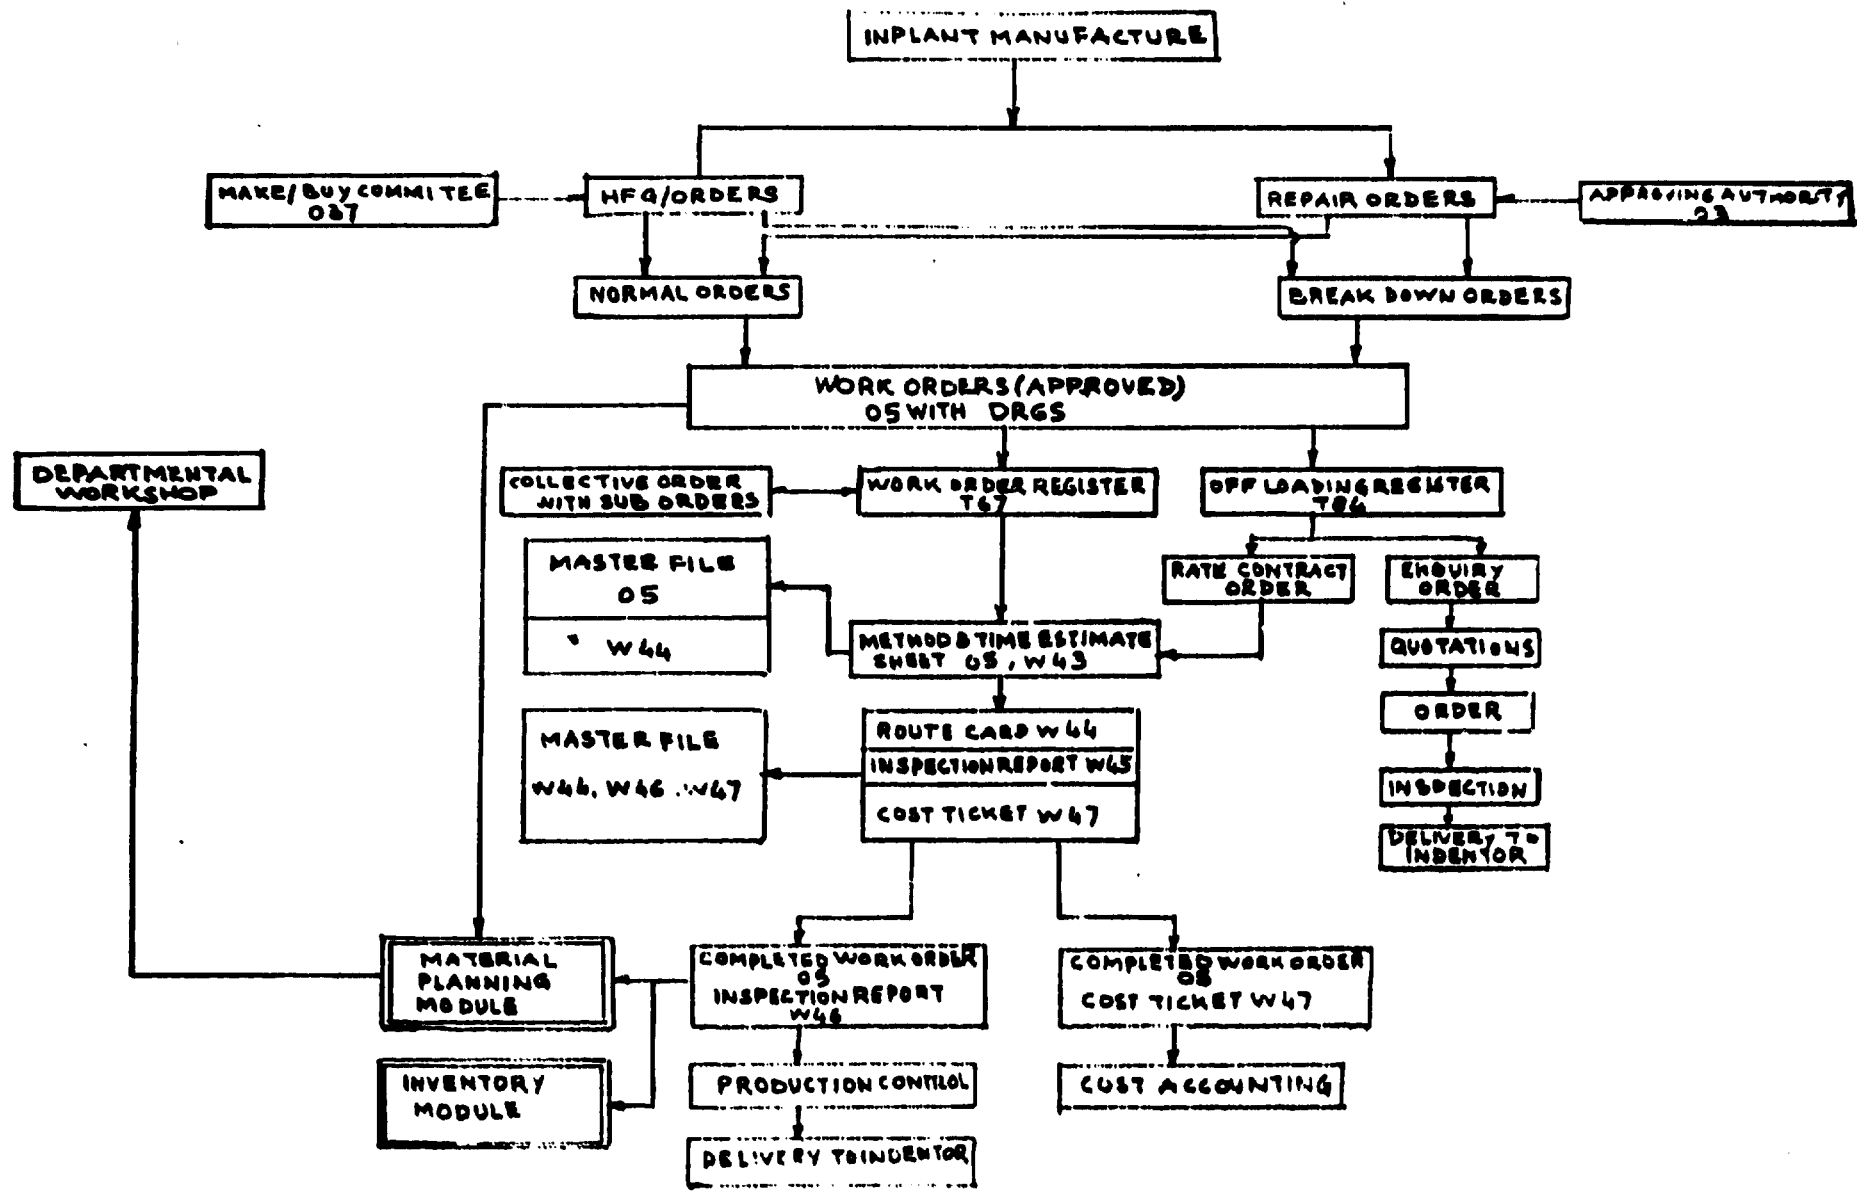 INPLANT MANUFACTURE
MAKE/BUY COMMITEE
037
MFG/ORDERS
REPAIR ORDERS
APPROVING AUTHORITY
23
NORMAL ORDERS
BREAK DOWN ORDERS
WORK ORDERS (APPROVED)
05 WITH DRGS
DEPARTMENTAL
WORKSHOP
COLLECTIVE ORDER
WITH SUB ORDERS
WORK ORDER REGISTER
T67
OFF LOADING REGISTER
MASTER FILE
05
W44
RATE CONTRACT
ORDER
ENQUIRY
ORDER
METHOD & TIME ESTIMATE
SHEET 05, W43
QUOTATIONS
ORDER
MASTER FILE
W44, W46 W47
ROUTE CARD W44
INSPECTION REPORT W45
COST TICKET W47
INSPECTION
DELIVERY TO
INDENTOR
MATERIAL
PLANNING
MODULE
COMPLETED WORK ORDER
05
INSPECTION REPORT
W46
COMPLETED WORK ORDER
05
COST TICKET W47
INVENTORY
MODULE
PRODUCTION CONTROL
COST ACCOUNTING
DELIVERY TO INDENTOR